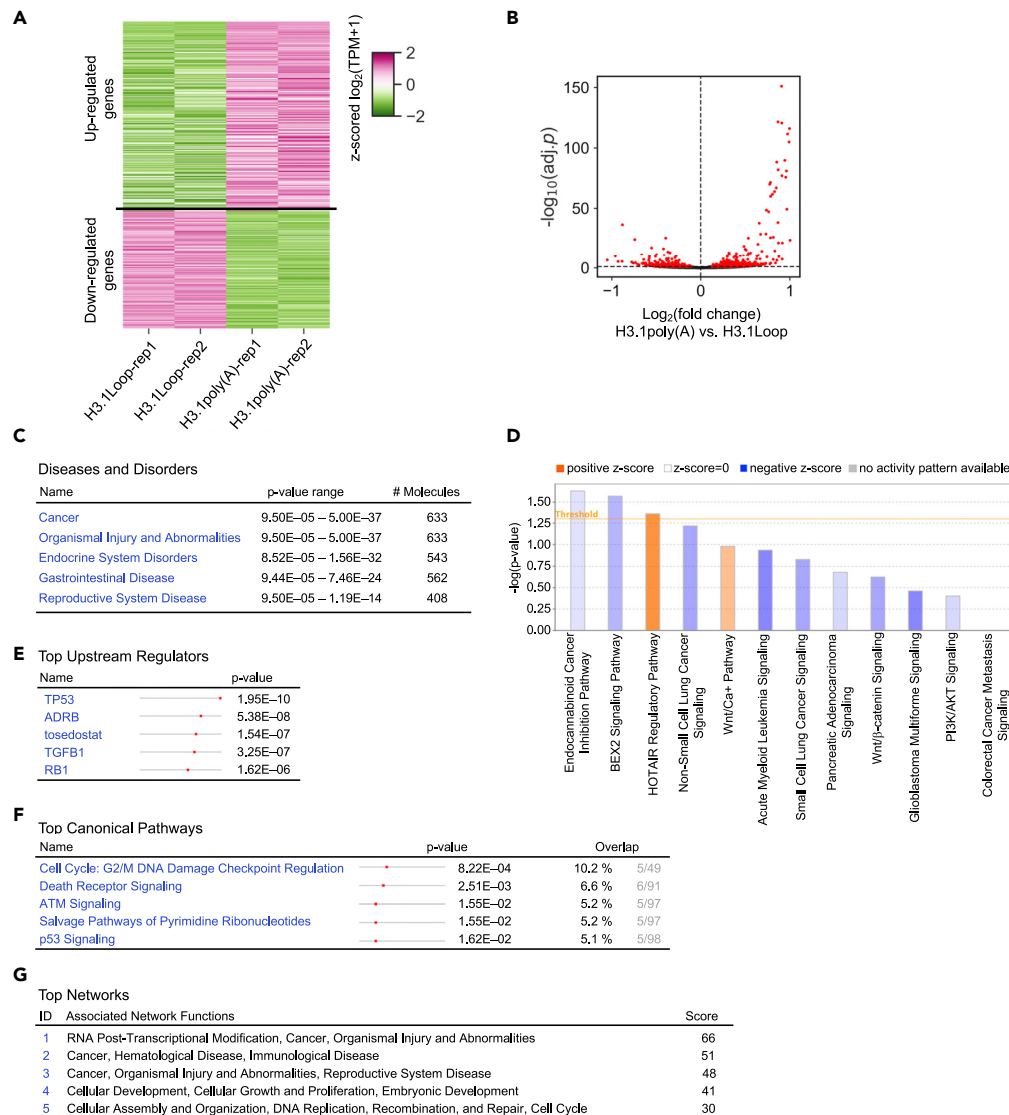 A
Up-regulated
genes
Down-regulated
genes
z-scored log2(TPM+1)
2
0
−2
H3.1Loop-rep1
H3.1Loop-rep2
H3.1poly(A)-rep1
H3.1poly(A)-rep2
B
-log10(adj.p)
150
100
50
0
−1
0
1
Log2(fold change)
H3.1poly(A) vs. H3.1Loop
C
Diseases and Disorders
Name p-value range # Molecules
Cancer 9.50E−05 − 5.00E−37 633
Organismal Injury and Abnormalities 9.50E−05 − 5.00E−37 633
Endocrine System Disorders 8.52E−05 − 1.56E−32 543
Gastrointestinal Disease 9.44E−05 − 7.46E−24 562
Reproductive System Disease 9.50E−05 − 1.19E−14 408
D
positive z-score z-score=0 negative z-score no activity pattern available
-log(p-value)
1.50
1.25
1.00
0.75
0.50
0.25
0.00
Threshold
Endocannabinoid Cancer
Inhibition Pathway
BEX2 Signaling Pathway
HOTAIR Regulatory Pathway
Non-Small Cell Lung Cancer
Signaling
Wnt/Ca+ Pathway
Acute Myeloid Leukemia Signaling
Small Cell Lung Cancer Signaling
Pancreatic Adenocarcinoma
Signaling
Wnt/β-catenin Signaling
Glioblastoma Multiforme Signaling
PI3K/AKT Signaling
Colorectal Cancer Metastasis
Signaling
E
Top Upstream Regulators
Name p-value
TP53 1.95E−10
ADRB 5.38E−08
tosedostat 1.54E−07
TGFB1 3.25E−07
RB1 1.62E−06
F
Top Canonical Pathways
Name p-value Overlap
Cell Cycle: G2/M DNA Damage Checkpoint Regulation 8.22E−04 10.2 % 5/49
Death Receptor Signaling 2.51E−03 6.6 % 6/91
ATM Signaling 1.55E−02 5.2 % 5/97
Salvage Pathways of Pyrimidine Ribonucleotides 1.55E−02 5.2 % 5/97
p53 Signaling 1.62E−02 5.1 % 5/98
G
Top Networks
ID Associated Network Functions Score
1 RNA Post-Transcriptional Modification, Cancer, Organismal Injury and Abnormalities 66
2 Cancer, Hematological Disease, Immunological Disease 51
3 Cancer, Organismal Injury and Abnormalities, Reproductive System Disease 48
4 Cellular Development, Cellular Growth and Proliferation, Embryonic Development 41
5 Cellular Assembly and Organization, DNA Replication, Recombination, and Repair, Cell Cycle 30